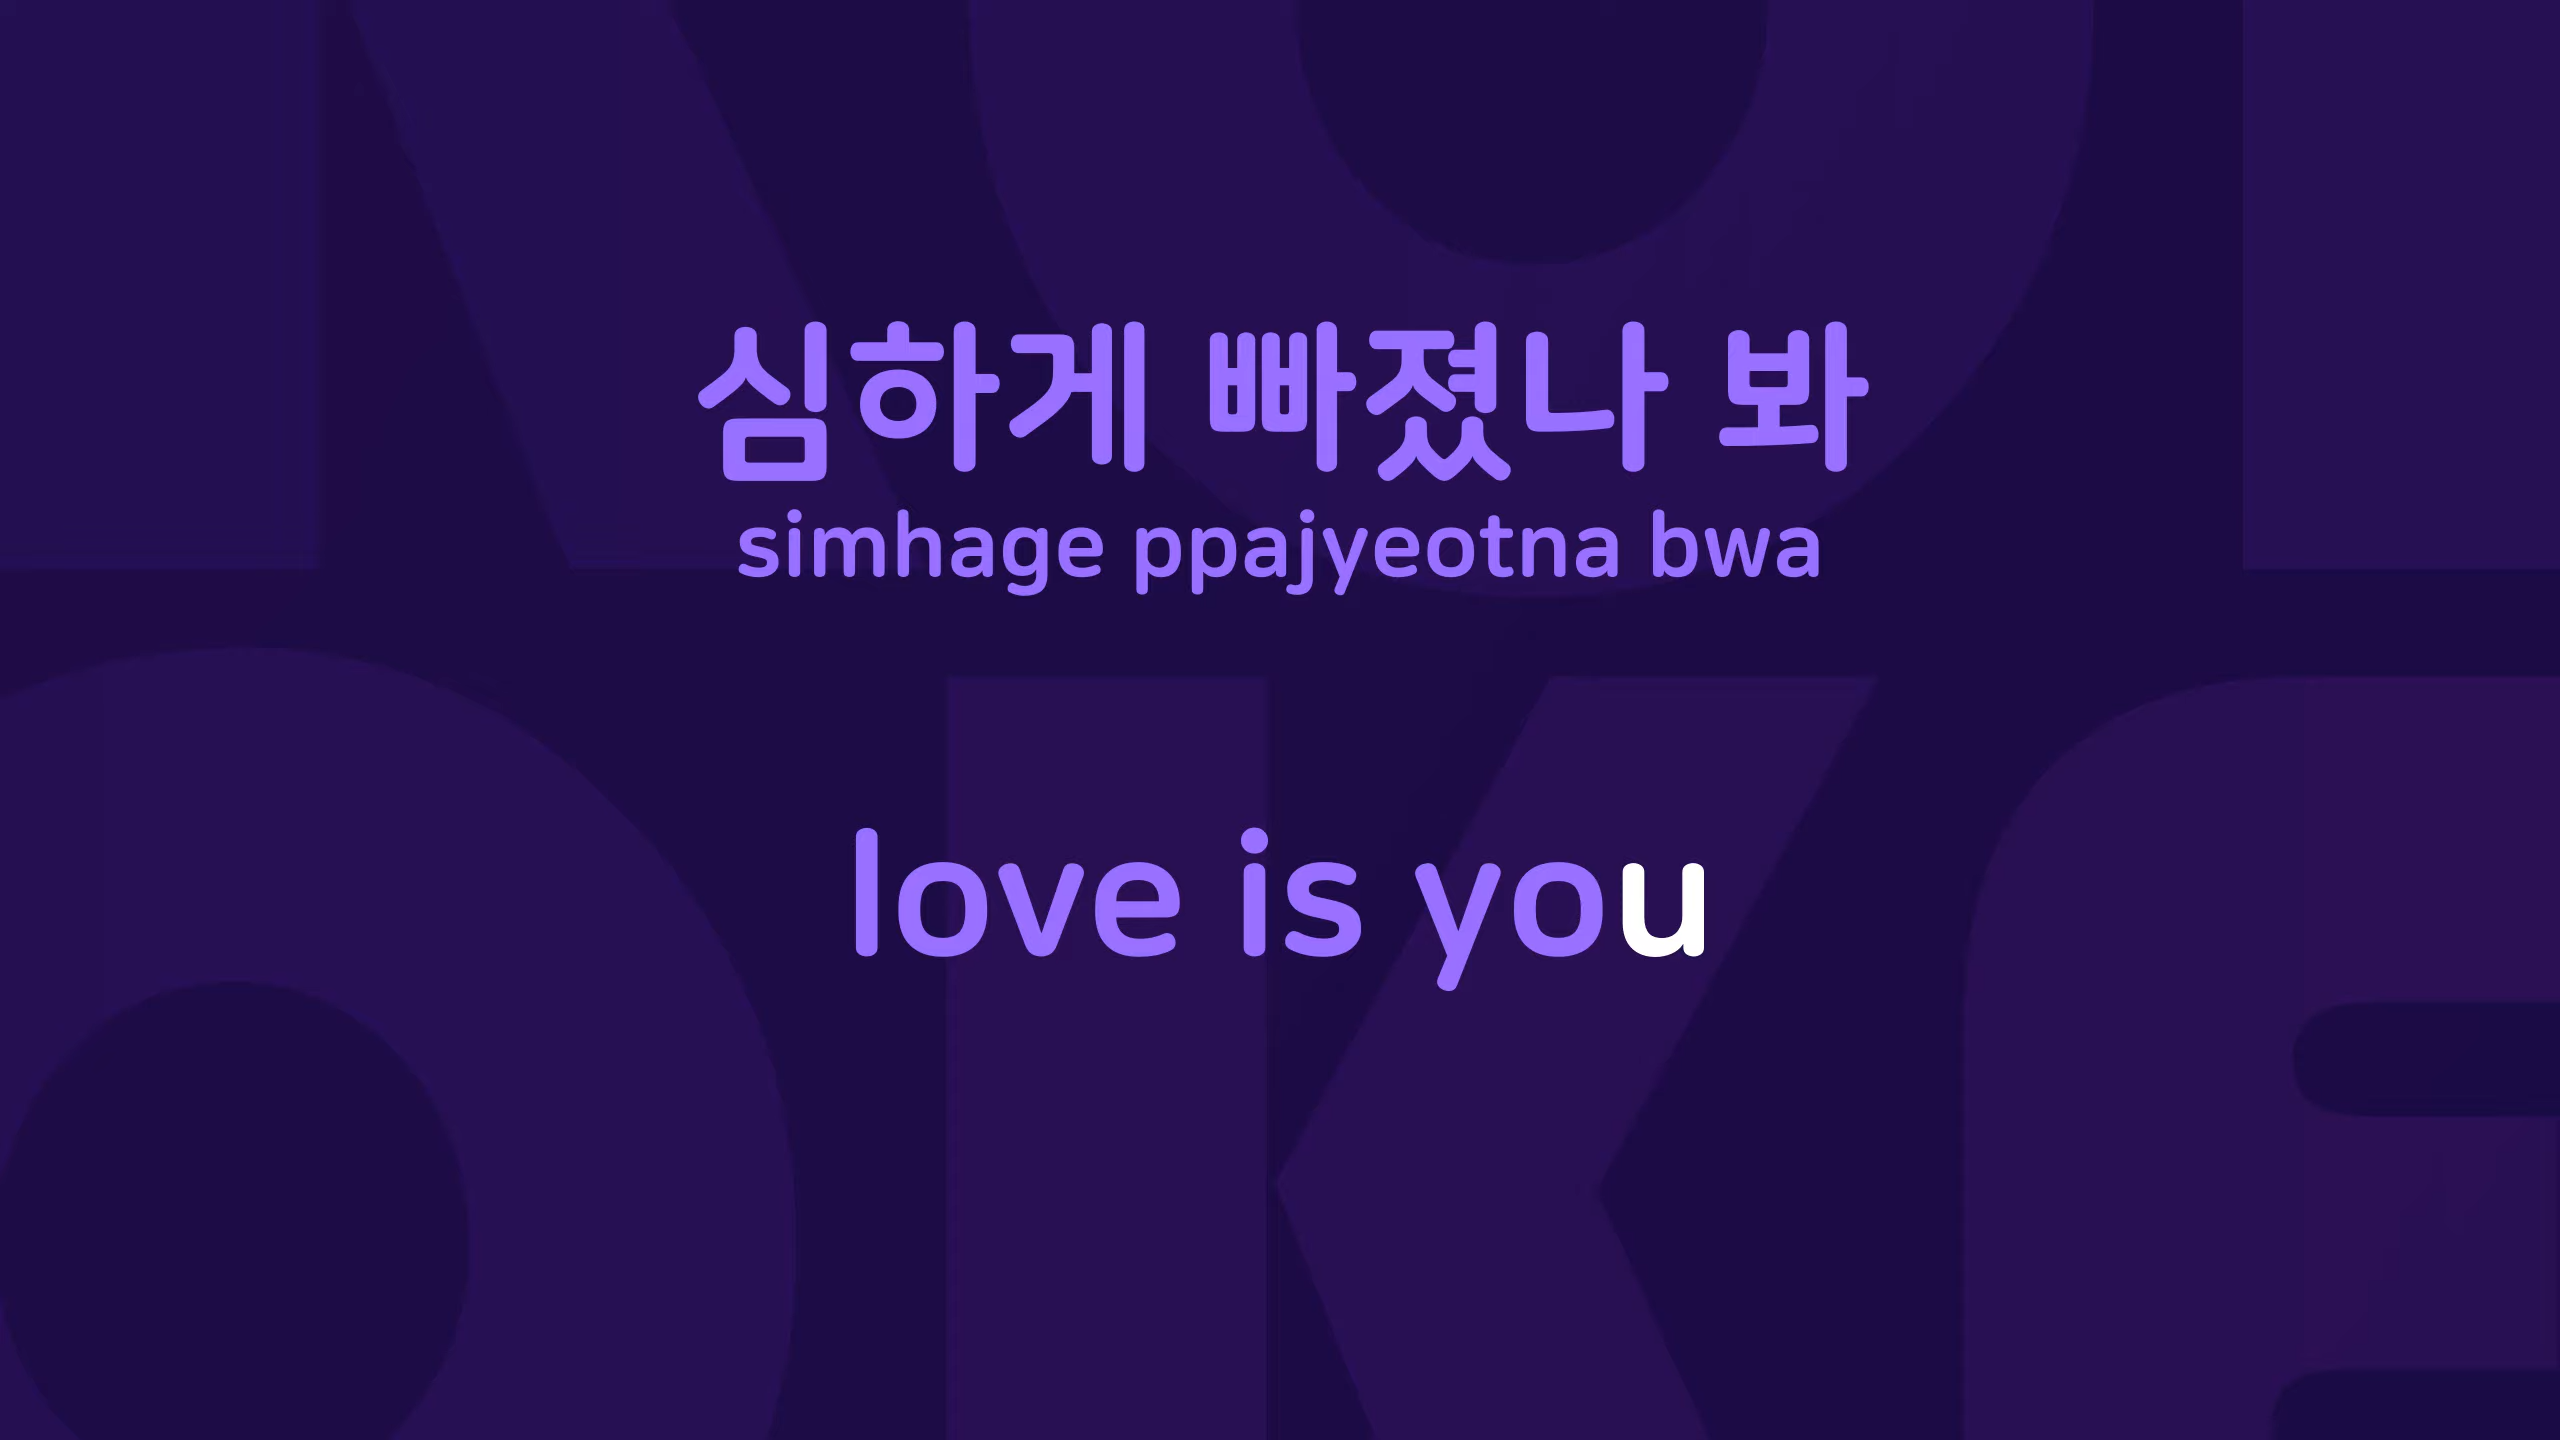 심하게 빠졌나 봐
simhage ppajyeotna bwa
love is you